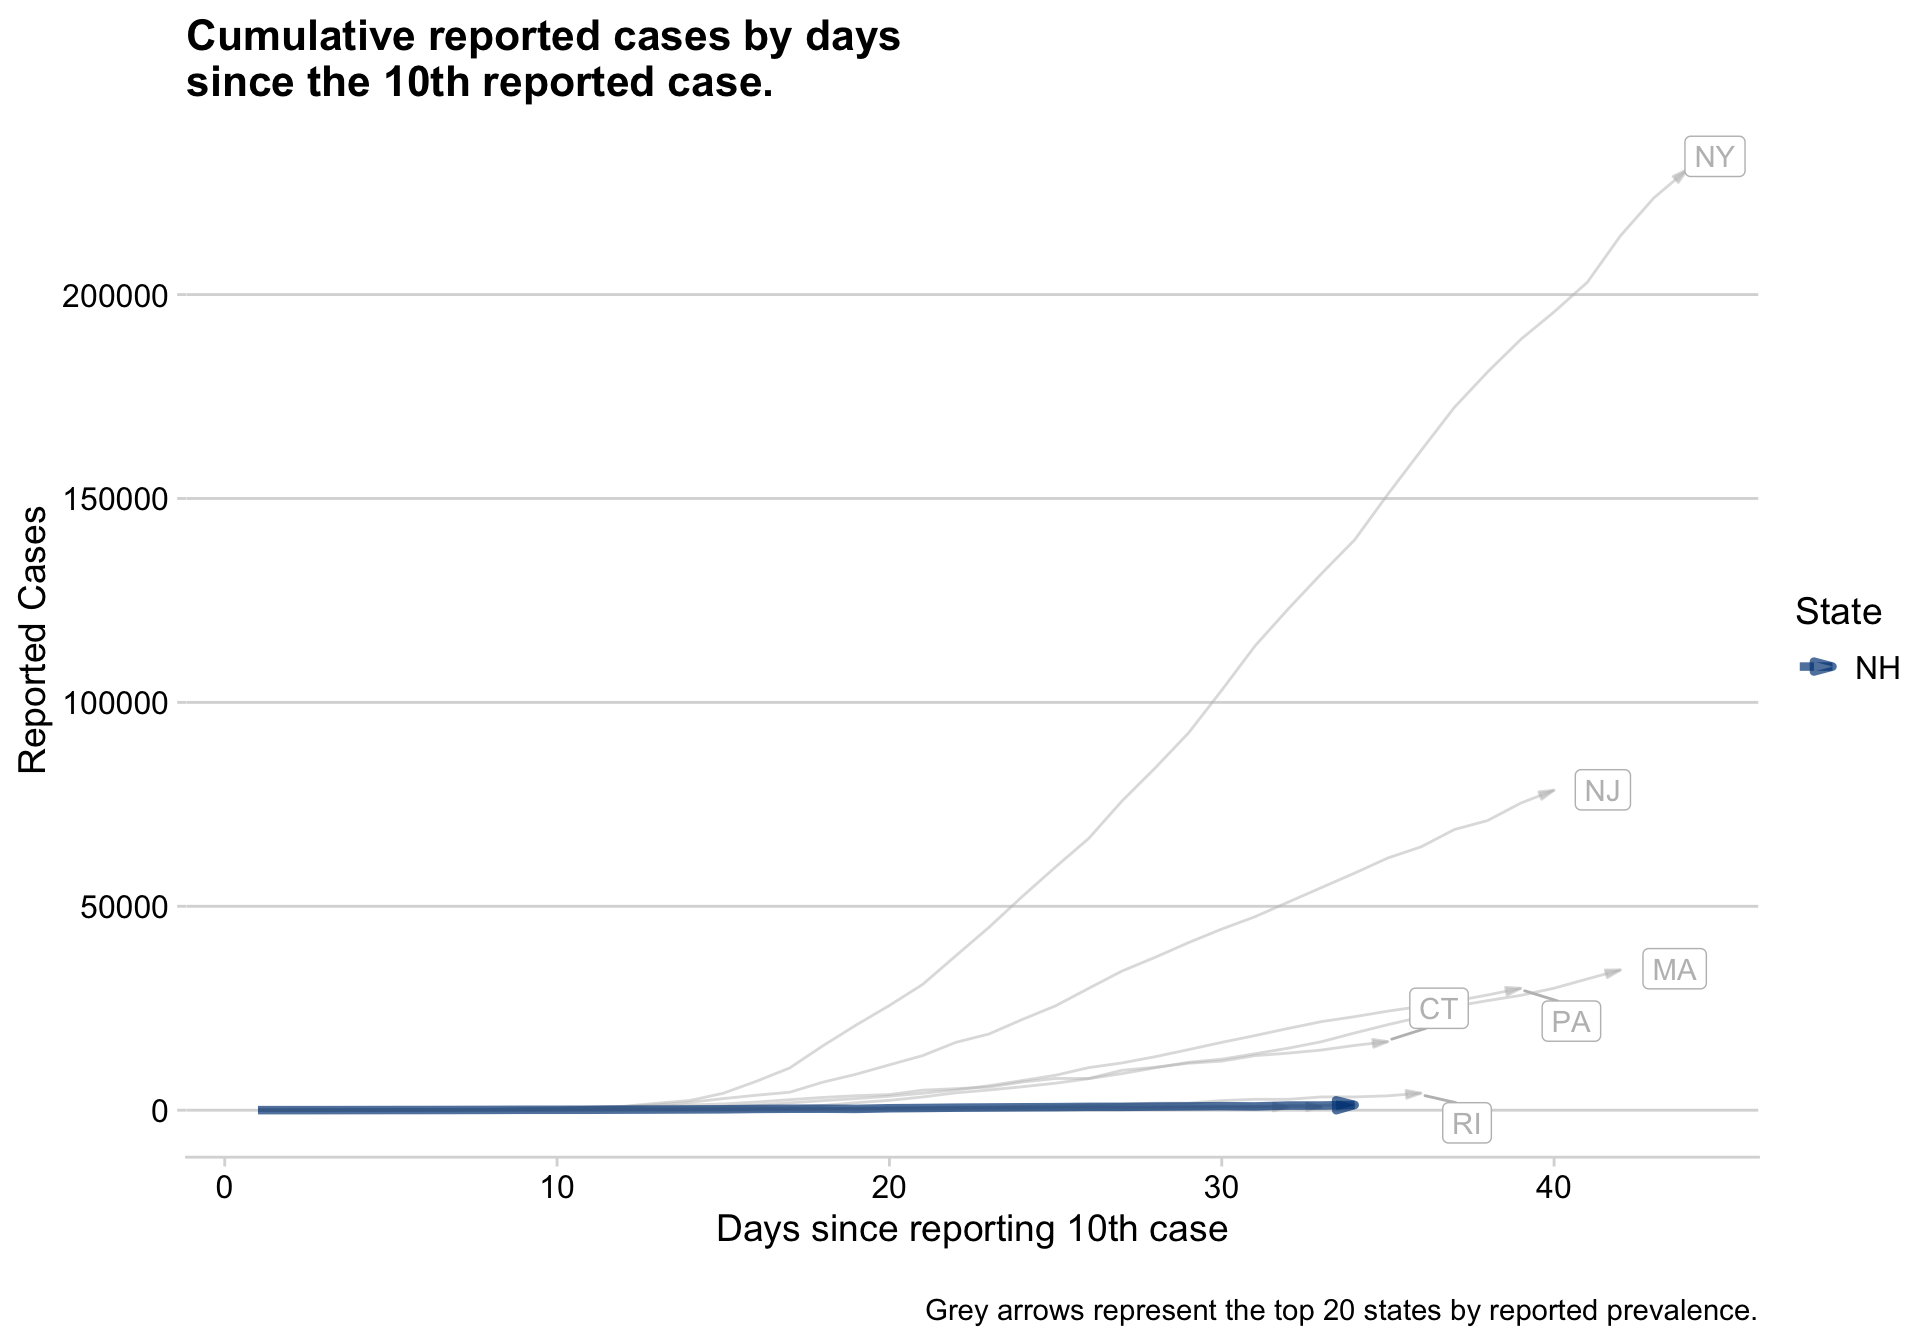 Cumulative reported cases by days
since the 10th reported case.
NY
200000
150000
100000
50000
0
Reported Cases
NJ
MA
CT
PA
RI
State
NH
0 10 20 30 40
Days since reporting 10th case
Grey arrows represent the top 20 states by reported prevalence.